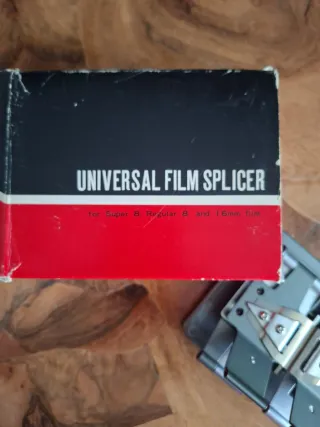 UNIVERSAL FILM SPLICER
For Super 8 Regular 8 and 16mm film